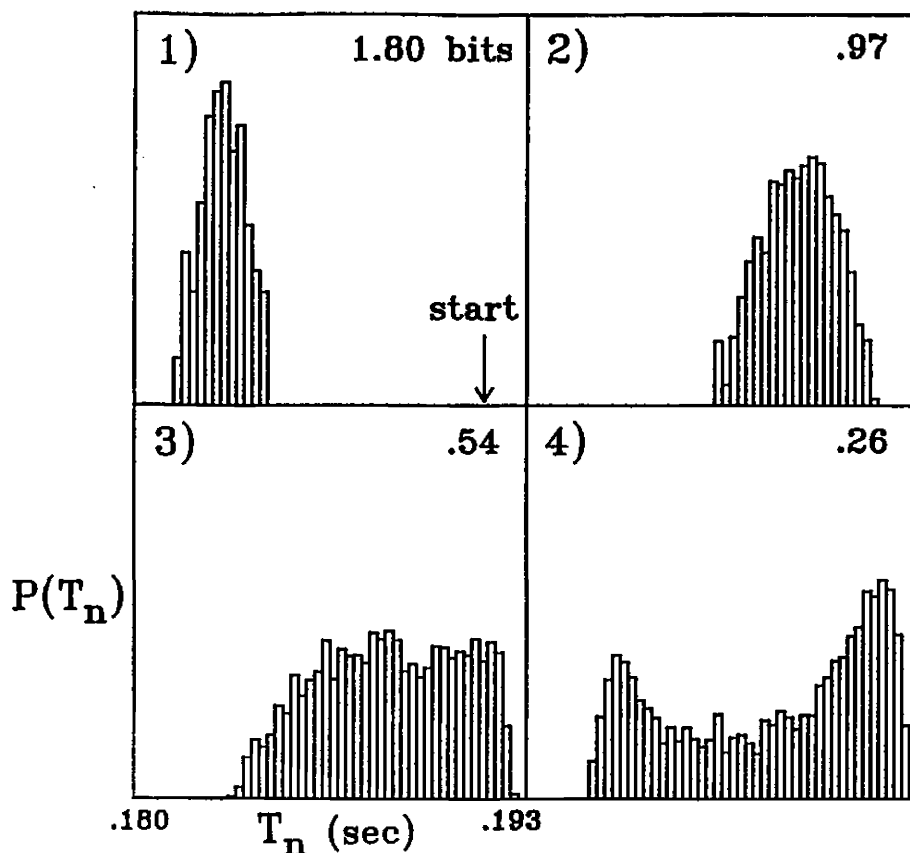 1) 1.80 bits
2) .97
start
3) .54
4) .26
P(Tn)
.180 Tn (sec) .193